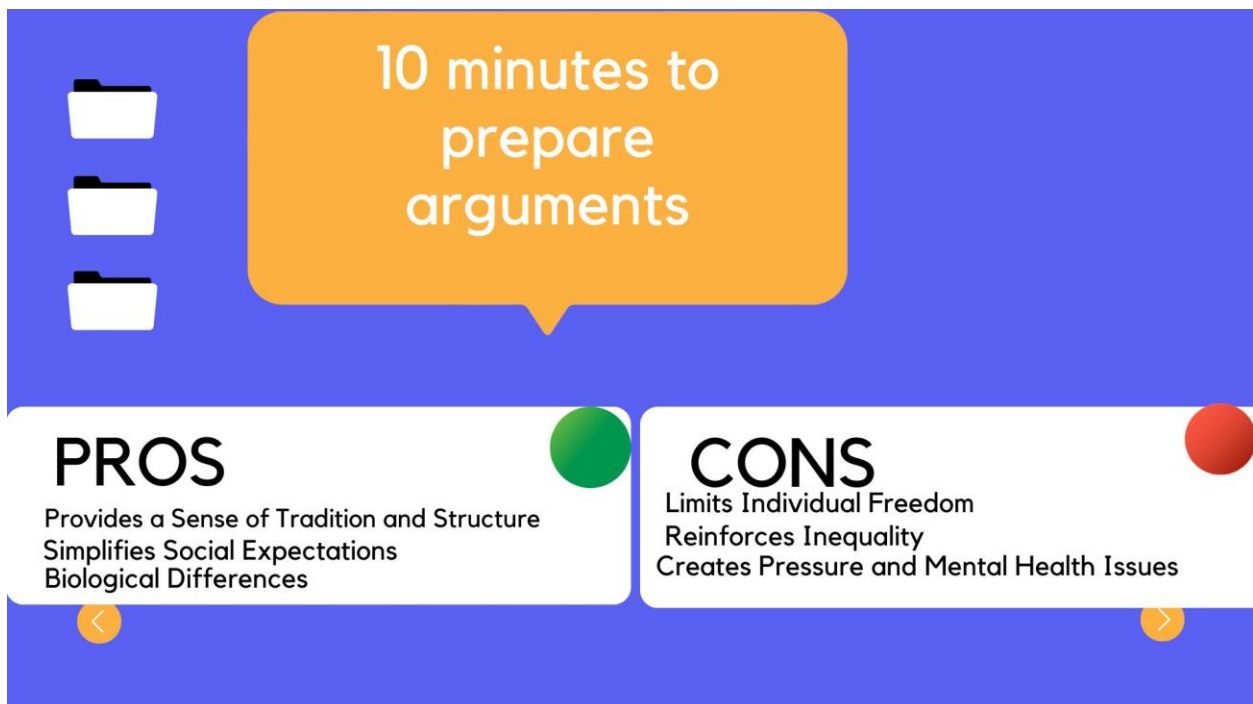 10 minutes to
prepare
arguments
PROS
Provides a Sense of Tradition and Structure
Simplifies Social Expectations
Biological Differences
CONS
Limits Individual Freedom
Reinforces Inequality
Creates Pressure and Mental Health Issues